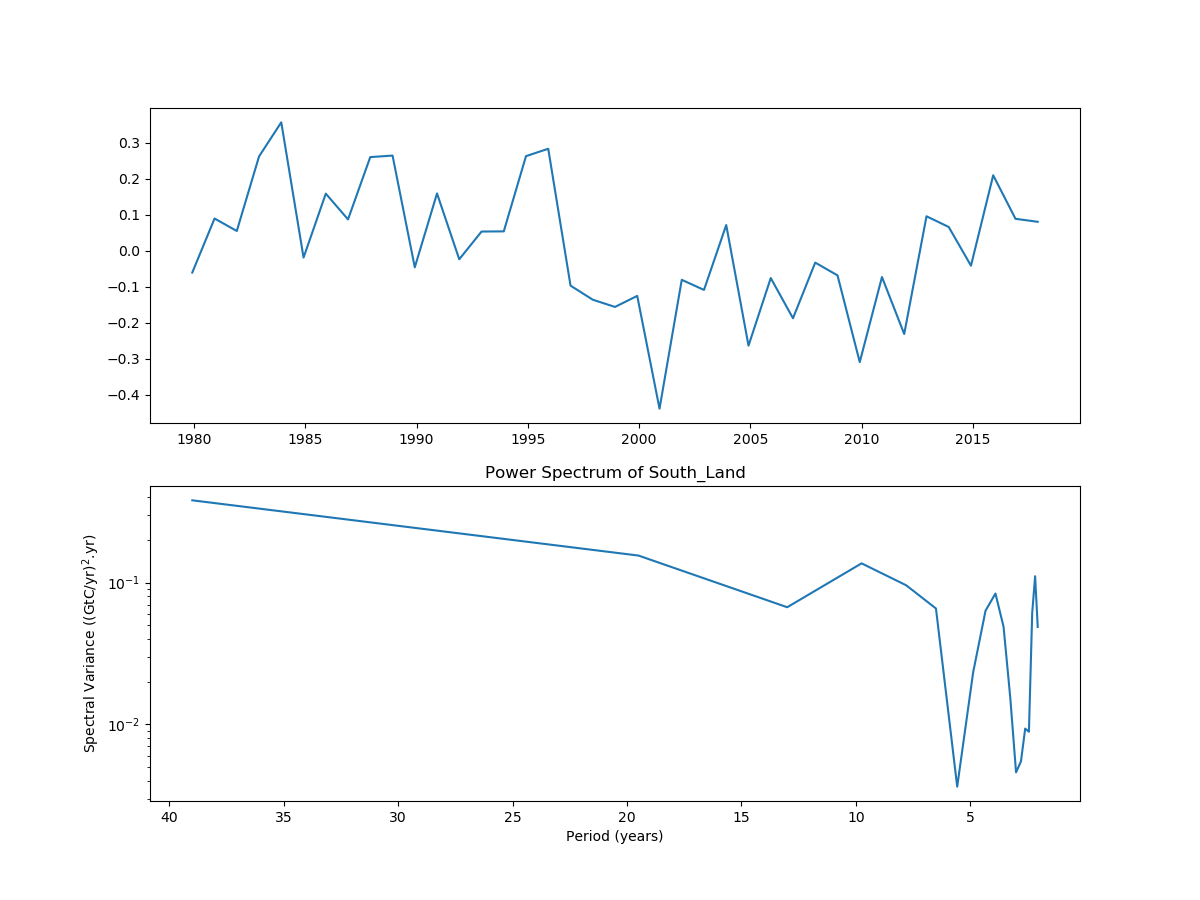 0.3
0.2
0.1
0.0
−0.1
−0.2
−0.3
−0.4
1980 1985 1990 1995 2000 2005 2010 2015
Power Spectrum of South_Land
Spectral Variance ((GtC/yr)².yr)
10⁻¹
10⁻²
40 35 30 25 20 15 10 5
Period (years)